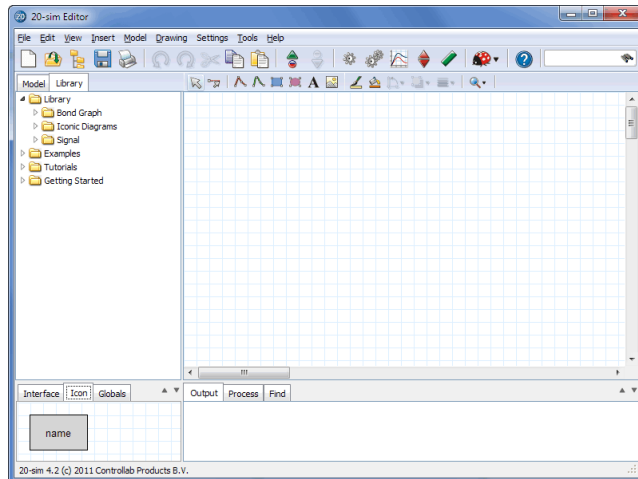 20 20-sim Editor
File Edit View Insert Model Drawing Settings Tools Help
Model Library
A
Library
Bond Graph
Iconic Diagrams
Signal
Examples
Tutorials
Getting Started
Interface Icon Globals
Output Process Find
name
20-sim 4.2 (c) 2011 Controllab Products B.V.